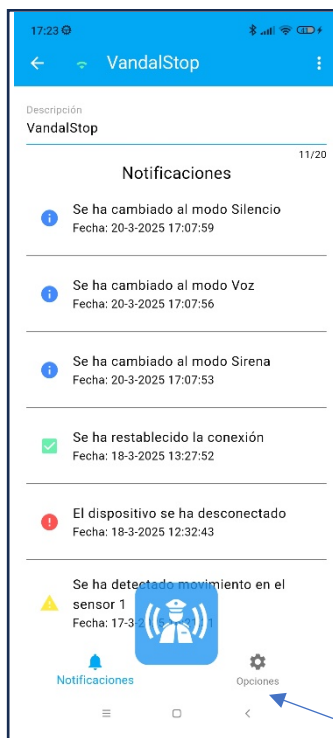 17:23
VandalStop
Descripción
VandalStop
11/20
Notificaciones
Se ha cambiado al modo Silencio
Fecha: 20-3-2025 17:07:59
Se ha cambiado al modo Voz
Fecha: 20-3-2025 17:07:56
Se ha cambiado al modo Sirena
Fecha: 20-3-2025 17:07:53
Se ha restablecido la conexión
Fecha: 18-3-2025 13:27:52
El dispositivo se ha desconectado
Fecha: 18-3-2025 12:32:43
Se ha detectado movimiento en el
sensor 1
Fecha:
Notificaciones
Opciones